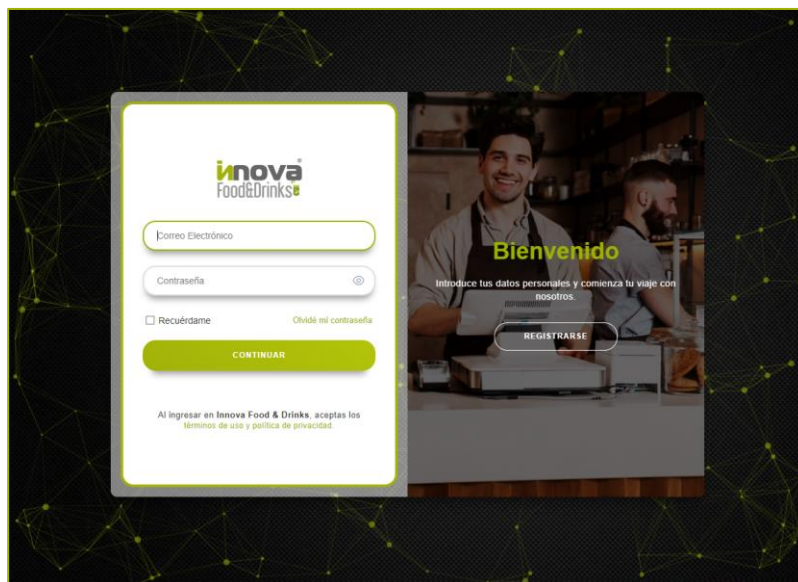 innova
Food&Drinks
Correo Electrónico
Contraseña
Recuérdame
Olvidé mi contraseña
CONTINUAR
Al ingresar en Innova Food & Drinks, aceptas los
términos de uso y política de privacidad.
Bienvenido
Introduce tus datos personales y comienza tu viaje con
nosotros.
REGISTRARSE